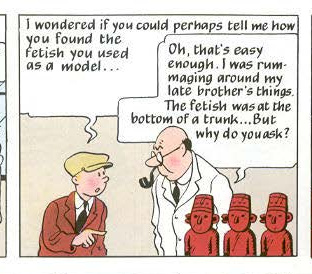 I wondered if you could perhaps tell me how
you found the
fetish you used
as a model...
Oh, that's easy
enough. I was rum-
maging around my
late brother's things.
The fetish was at the
bottom of a trunk...But
why do you ask?